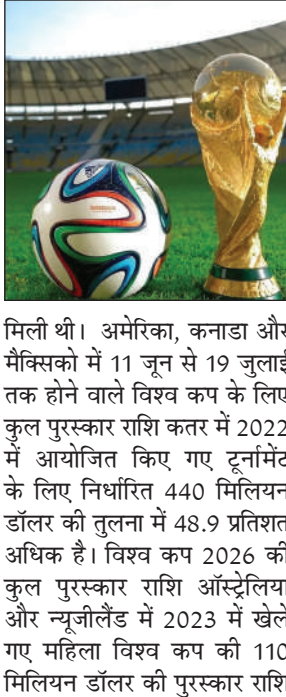 मिली थी। अमेरिका, कनाडा और
मैक्सिको में 11 जून से 19 जुलाई
तक होने वाले विश्व कप के लिए
कुल पुरस्कार राशि कतर में 2022
में आयोजित किए गए टूर्नामेंट
के लिए निर्धारित 440 मिलियन
डॉलर की तुलना में 48.9 प्रतिशत
अधिक है। विश्व कप 2026 की
कुल पुरस्कार राशि ऑस्ट्रेलिया
और न्यूजीलैंड में 2023 में खेले
गए महिला विश्व कप की 110
मिलियन डॉलर की पुरस्कार राशि